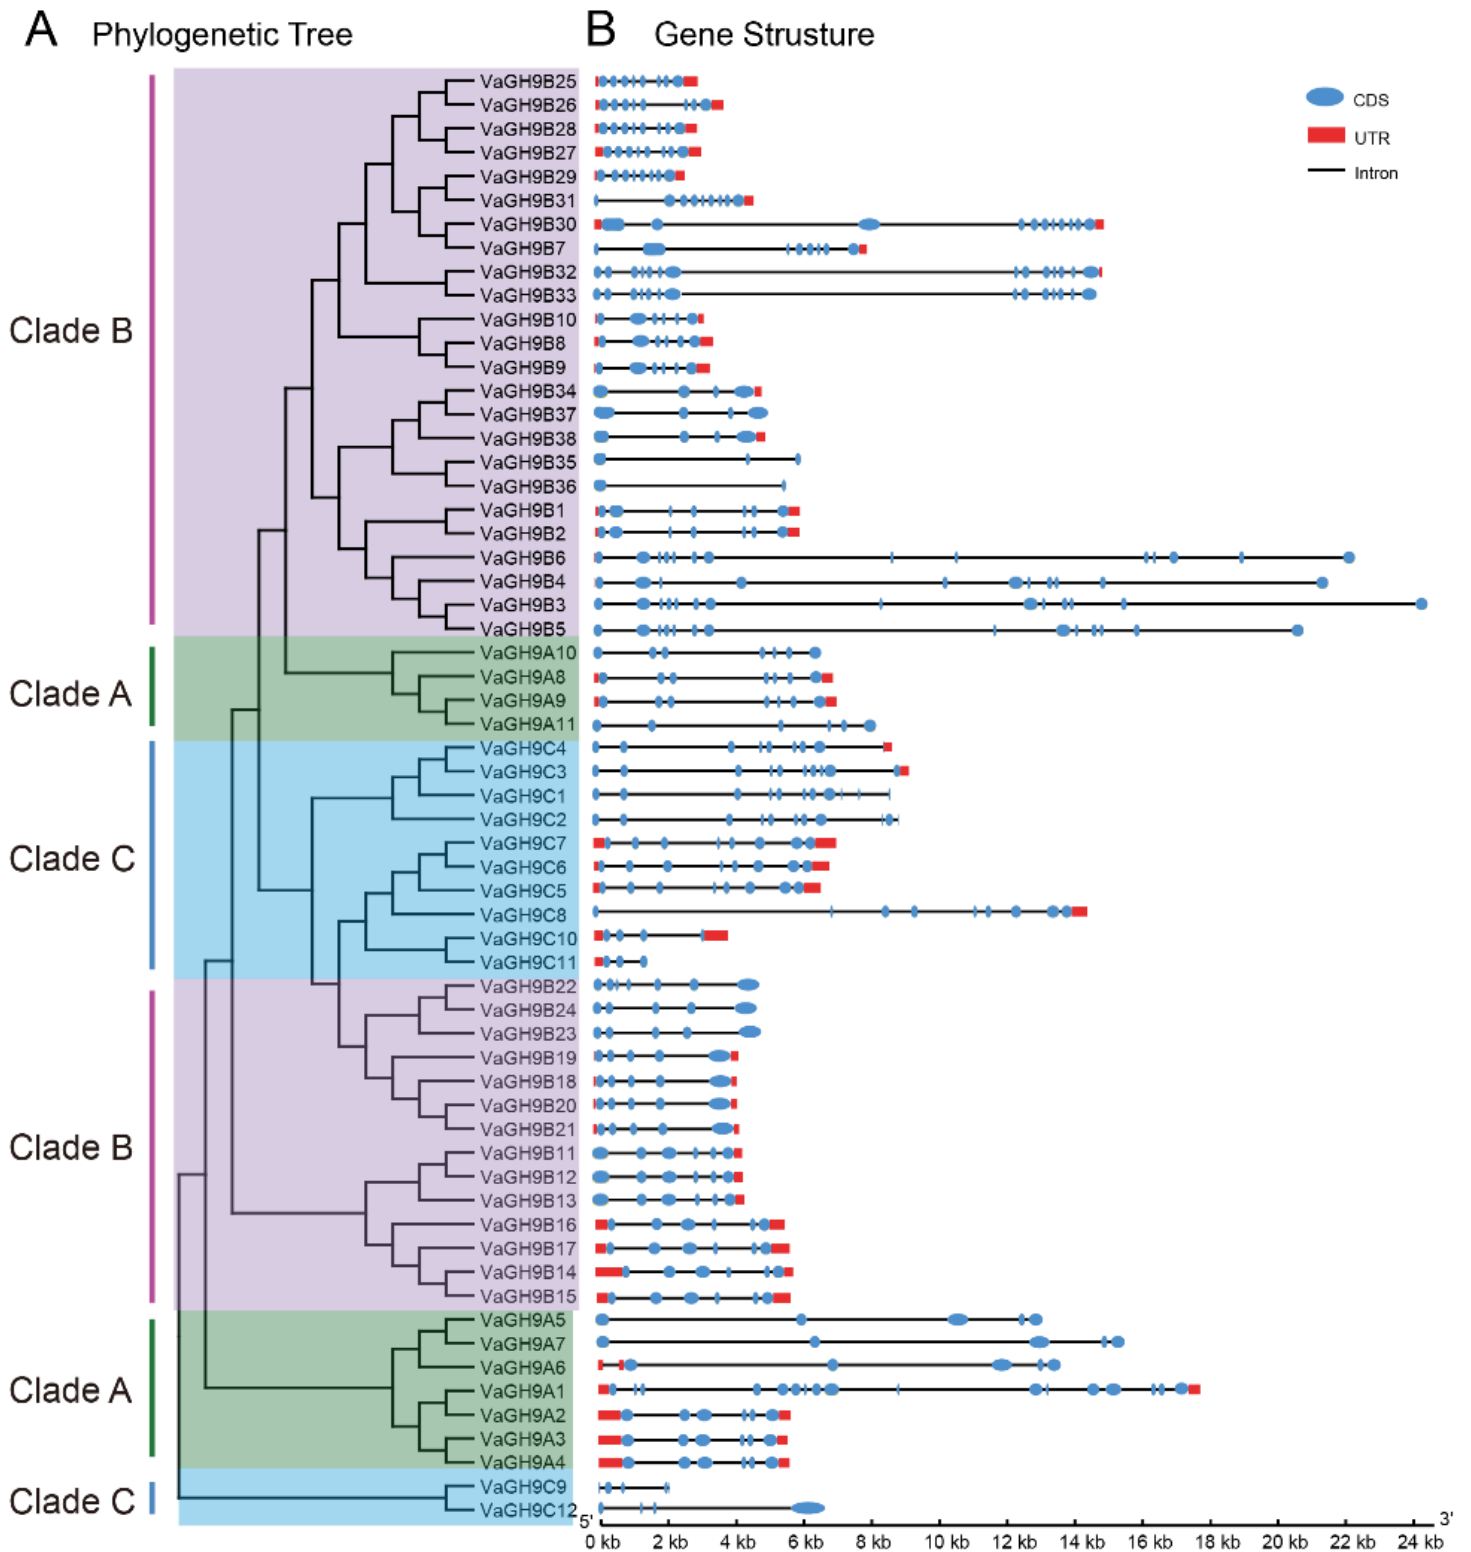 A Phylogenetic Tree
B Gene Strusture
CDS
UTR
Intron
Clade B
Clade A
Clade C
Clade B
Clade A
Clade C
VaGH9B25
VaGH9B26
VaGH9B28
VaGH9B27
VaGH9B29
VaGH9B31
VaGH9B30
VaGH9B7
VaGH9B32
VaGH9B33
VaGH9B10
VaGH9B8
VaGH9B9
VaGH9B34
VaGH9B37
VaGH9B38
VaGH9B35
VaGH9B36
VaGH9B1
VaGH9B2
VaGH9B6
VaGH9B4
VaGH9B3
VaGH9B5
VaGH9A10
VaGH9A8
VaGH9A9
VaGH9A11
VaGH9C4
VaGH9C3
VaGH9C1
VaGH9C2
VaGH9C7
VaGH9C6
VaGH9C5
VaGH9C8
VaGH9C10
VaGH9C11
VaGH9B22
VaGH9B24
VaGH9B23
VaGH9B19
VaGH9B18
VaGH9B20
VaGH9B21
VaGH9B11
VaGH9B12
VaGH9B13
VaGH9B16
VaGH9B17
VaGH9B14
VaGH9B15
VaGH9A5
VaGH9A7
VaGH9A6
VaGH9A1
VaGH9A2
VaGH9A3
VaGH9A4
VaGH9C9
VaGH9C12
5' 3'
0 kb 2 kb 4 kb 6 kb 8 kb 10 kb 12 kb 14 kb 16 kb 18 kb 20 kb 22 kb 24 kb